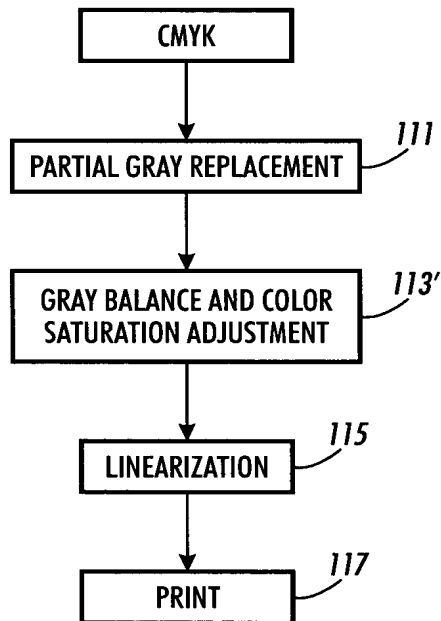 CMYK
111
PARTIAL GRAY REPLACEMENT
113'
GRAY BALANCE AND COLOR
SATURATION ADJUSTMENT
115
LINEARIZATION
117
PRINT